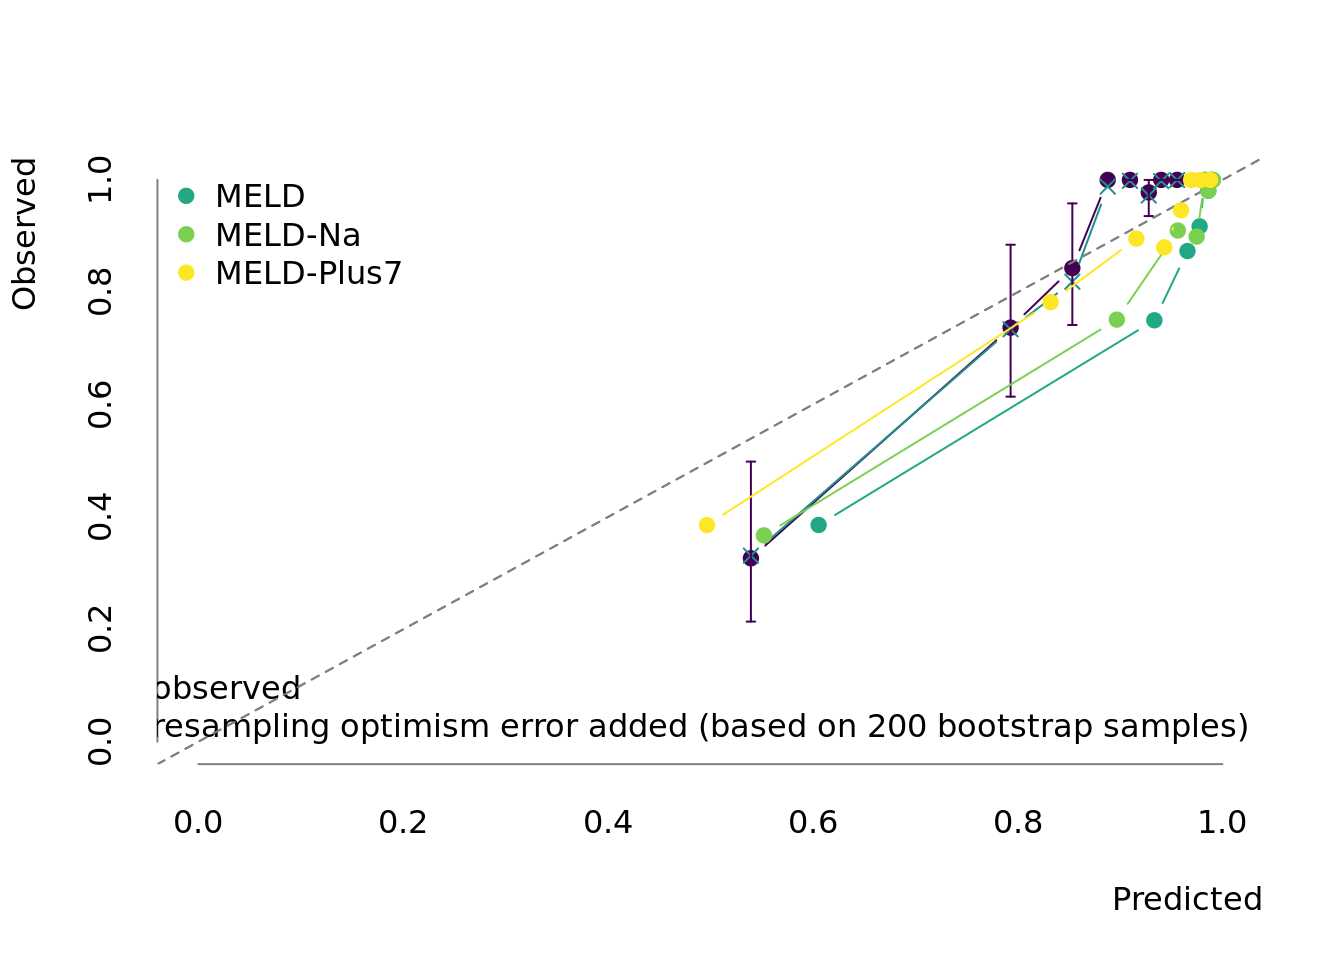 Observed
1.0
0.8
0.6
0.4
0.2
0.0
MELD
MELD-Na
MELD-Plus7
observed
resampling optimism error added (based on 200 bootstrap samples)
0.0 0.2 0.4 0.6 0.8 1.0
Predicted